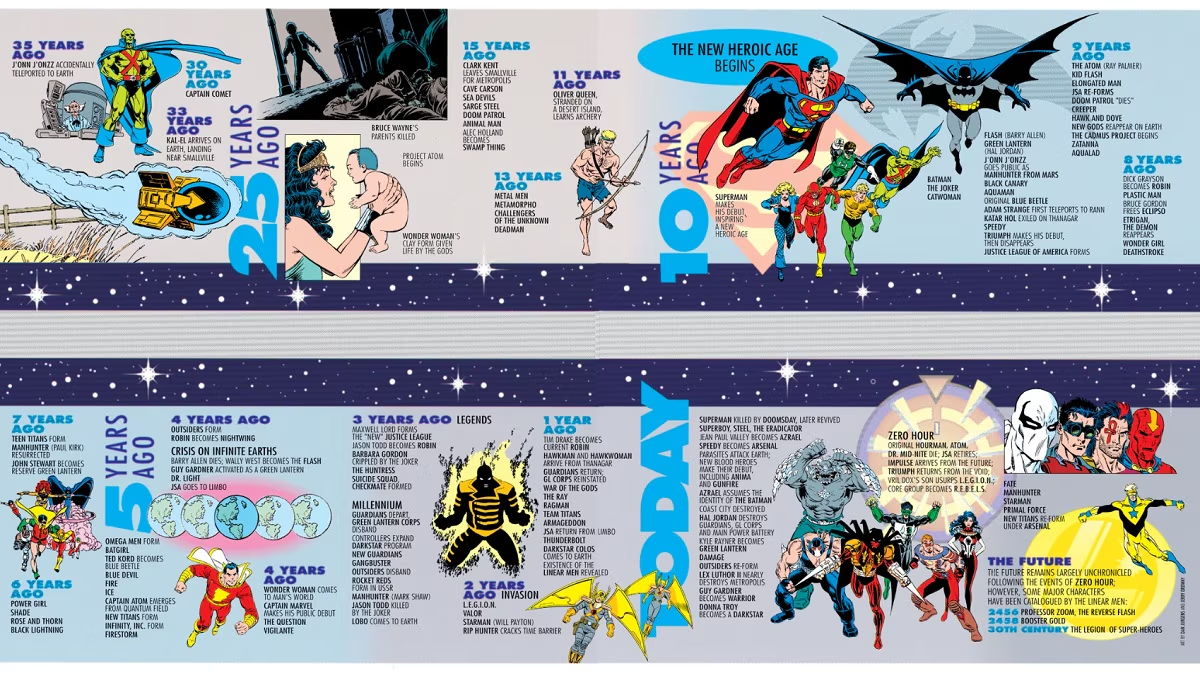 35 YEARS
AGO
J'ONN J'ONZZ ACCIDENTALLY
TELEPORTED TO EARTH
39
YEARS
AGO
CAPTAIN COMET
33
YEARS
AGO
KAL-EL ARRIVES ON
EARTH, LANDING
NEAR SMALLVILLE
25 YEARS
AGO
BRUCE WAYNE'S
PARENTS KILLED
PROJECT ATOM
BEGINS
WONDER WOMAN'S
CLAY FORM GIVEN
LIFE BY THE GODS
15 YEARS
AGO
CLARK KENT
LEAVES SMALLVILLE
FOR METROPOLIS
CAVE CARSON
SEA DEVILS
SARGE STEEL
DOOM PATROL
ANIMAL MAN
ALEC HOLLAND
BECOMES
SWAMP THING
13 YEARS
AGO
METAL MEN
METAMORPHO
CHALLENGERS
OF THE UNKNOWN
DEADMAN
11 YEARS
AGO
OLIVER QUEEN,
STRANDED ON
A DESERT ISLAND,
LEARNS ARCHERY
THE NEW HEROIC AGE
BEGINS
10 YEARS
AGO
SUPERMAN
MAKES
HIS DEBUT,
INSPIRING
A NEW
HEROIC AGE
BATMAN
THE JOKER
CATWOMAN
FLASH (BARRY ALLEN)
GREEN LANTERN
(HAL JORDAN)
J'ONN J'ONZZ
GOES PUBLIC AS
MANHUNTER FROM MARS
BLACK CANARY
AQUAMAN
ORIGINAL BLUE BEETLE
ADAM STRANGE FIRST TELEPORTS TO RANN
KATAR HOL EXILED ON THANAGAR
SPEEDY
TRIUMPH MAKES HIS DEBUT,
THEN DISAPPEARS
JUSTICE LEAGUE OF AMERICA FORMS
9 YEARS
AGO
THE ATOM (RAY PALMER)
KID FLASH
ELONGATED MAN
JSA RE-FORMS
DOOM PATROL "DIES"
CREEPER
HAWK AND DOVE
NEW GODS REAPPEAR ON EARTH
THE CADMUS PROJECT BEGINS
ZATANNA
AQUALAD
8 YEARS
AGO
DICK GRAYSON
BECOMES ROBIN
PLASTIC MAN
BRUCE GORDON
FREES ECLIPSO
ETRIGAN,
THE DEMON
REAPPEARS
WONDER GIRL
DEATHSTROKE
7 YEARS
AGO
TEEN TITANS FORM
MANHUNTER (PAUL KIRK)
RESURRECTED
JOHN STEWART BECOMES
RESERVE GREEN LANTERN
6 YEARS
AGO
POWER GIRL
SHADE
ROSE AND THORN
BLACK LIGHTNING
5 YEARS
AGO
OMEGA MEN FORM
BATGIRL
TED KORD BECOMES
BLUE BEETLE
BLUE DEVIL
FIRE
ICE
CAPTAIN ATOM EMERGES
FROM QUANTUM FIELD
NEW TITANS FORM
INFINITY, INC. FORM
FIRESTORM
4 YEARS AGO
OUTSIDERS FORM
ROBIN BECOMES NIGHTWING
CRISIS ON INFINITE EARTHS
BARRY ALLEN DIES; WALLY WEST BECOMES THE FLASH
GUY GARDNER ACTIVATED AS A GREEN LANTERN
DR. LIGHT
JSA GOES TO LIMBO
4 YEARS
AGO
WONDER WOMAN COMES
TO MAN'S WORLD
CAPTAIN MARVEL
MAKES HIS PUBLIC DEBUT
THE QUESTION
VIGILANTE
3 YEARS AGO LEGENDS
MAXWELL LORD FORMS
THE "NEW" JUSTICE LEAGUE
JASON TODD BECOMES ROBIN
BARBARA GORDON
CRIPPLED BY THE JOKER
THE HUNTRESS
SUICIDE SQUAD,
CHECKMATE FORMED
MILLENNIUM
GUARDIANS DEPART,
GREEN LANTERN CORPS
DISBAND
CONTROLLERS EXPAND
DARKSTAR PROGRAM
NEW GUARDIANS
GANGBUSTER
OUTSIDERS DISBAND
ROCKET REDS
FORM IN USSR
MANHUNTER (MARK SHAW)
JASON TODD KILLED
BY THE JOKER
LOBO COMES TO EARTH
2 YEARS INVASION
AGO
L.E.G.I.O.N.
VALOR
STARMAN (WILL PAYTON)
RIP HUNTER CRACKS TIME BARRIER
1 YEAR
AGO
TIM DRAKE BECOMES
CURRENT ROBIN
HAWKMAN AND HAWKWOMAN
ARRIVE FROM THANAGAR
GUARDIANS RETURN;
GL CORPS REINSTATED
WAR OF THE GODS
THE RAY
RAGMAN
TEAM TITANS
ARMAGEDDON
JSA RETURN FROM LIMBO
THUNDERBOLT
DARKSTAR COLOS
COMES TO EARTH
EXISTENCE OF THE
LINEAR MEN REVEALED
TODAY
SUPERMAN KILLED BY DOOMSDAY, LATER REVIVED
SUPERBOY, STEEL, THE ERADICATOR
JEAN PAUL VALLEY BECOMES AZRAEL
SPEEDY BECOMES ARSENAL
PARASITES ATTACK EARTH;
NEW BLOOD HEROES
MAKE THEIR DEBUT,
INCLUDING ANIMA
AND GUNFIRE
AZRAEL ASSUMES THE
IDENTITY OF THE BATMAN
COAST CITY DESTROYED
HAL JORDAN DESTROYS
GUARDIANS, GL CORPS
AND MAIN POWER BATTERY
KYLE RAYNER BECOMES
GREEN LANTERN
DAMAGE
OUTSIDERS RE-FORM
LEX LUTHOR II NEARLY
DESTROYS METROPOLIS
GUY GARDNER
BECOMES WARRIOR
DONNA TROY
BECOMES A DARKSTAR
ZERO HOUR
ORIGINAL HOURMAN, ATOM,
DR. MID-NITE DIE; JSA RETIRES;
IMPULSE ARRIVES FROM THE FUTURE;
TRIUMPH RETURNS FROM THE VOID;
VRIL DOX'S SON USURPS L.E.G.I.O.N.;
CORE GROUP BECOMES R.E.B.E.L.S.
FATE
MANHUNTER
STARMAN
PRIMAL FORCE
NEW TITANS RE-FORM
UNDER ARSENAL
THE FUTURE
THE FUTURE REMAINS LARGELY UNCHRONICLED
FOLLOWING THE EVENTS OF ZERO HOUR;
HOWEVER, SOME MAJOR CHARACTERS
HAVE BEEN CATALOGUED BY THE LINEAR MEN:
2456 PROFESSOR ZOOM, THE REVERSE FLASH
2458 BOOSTER GOLD
30TH CENTURY THE LEGION OF SUPER-HEROES
ART BY DAN JURGENS AND JERRY ORDWAY